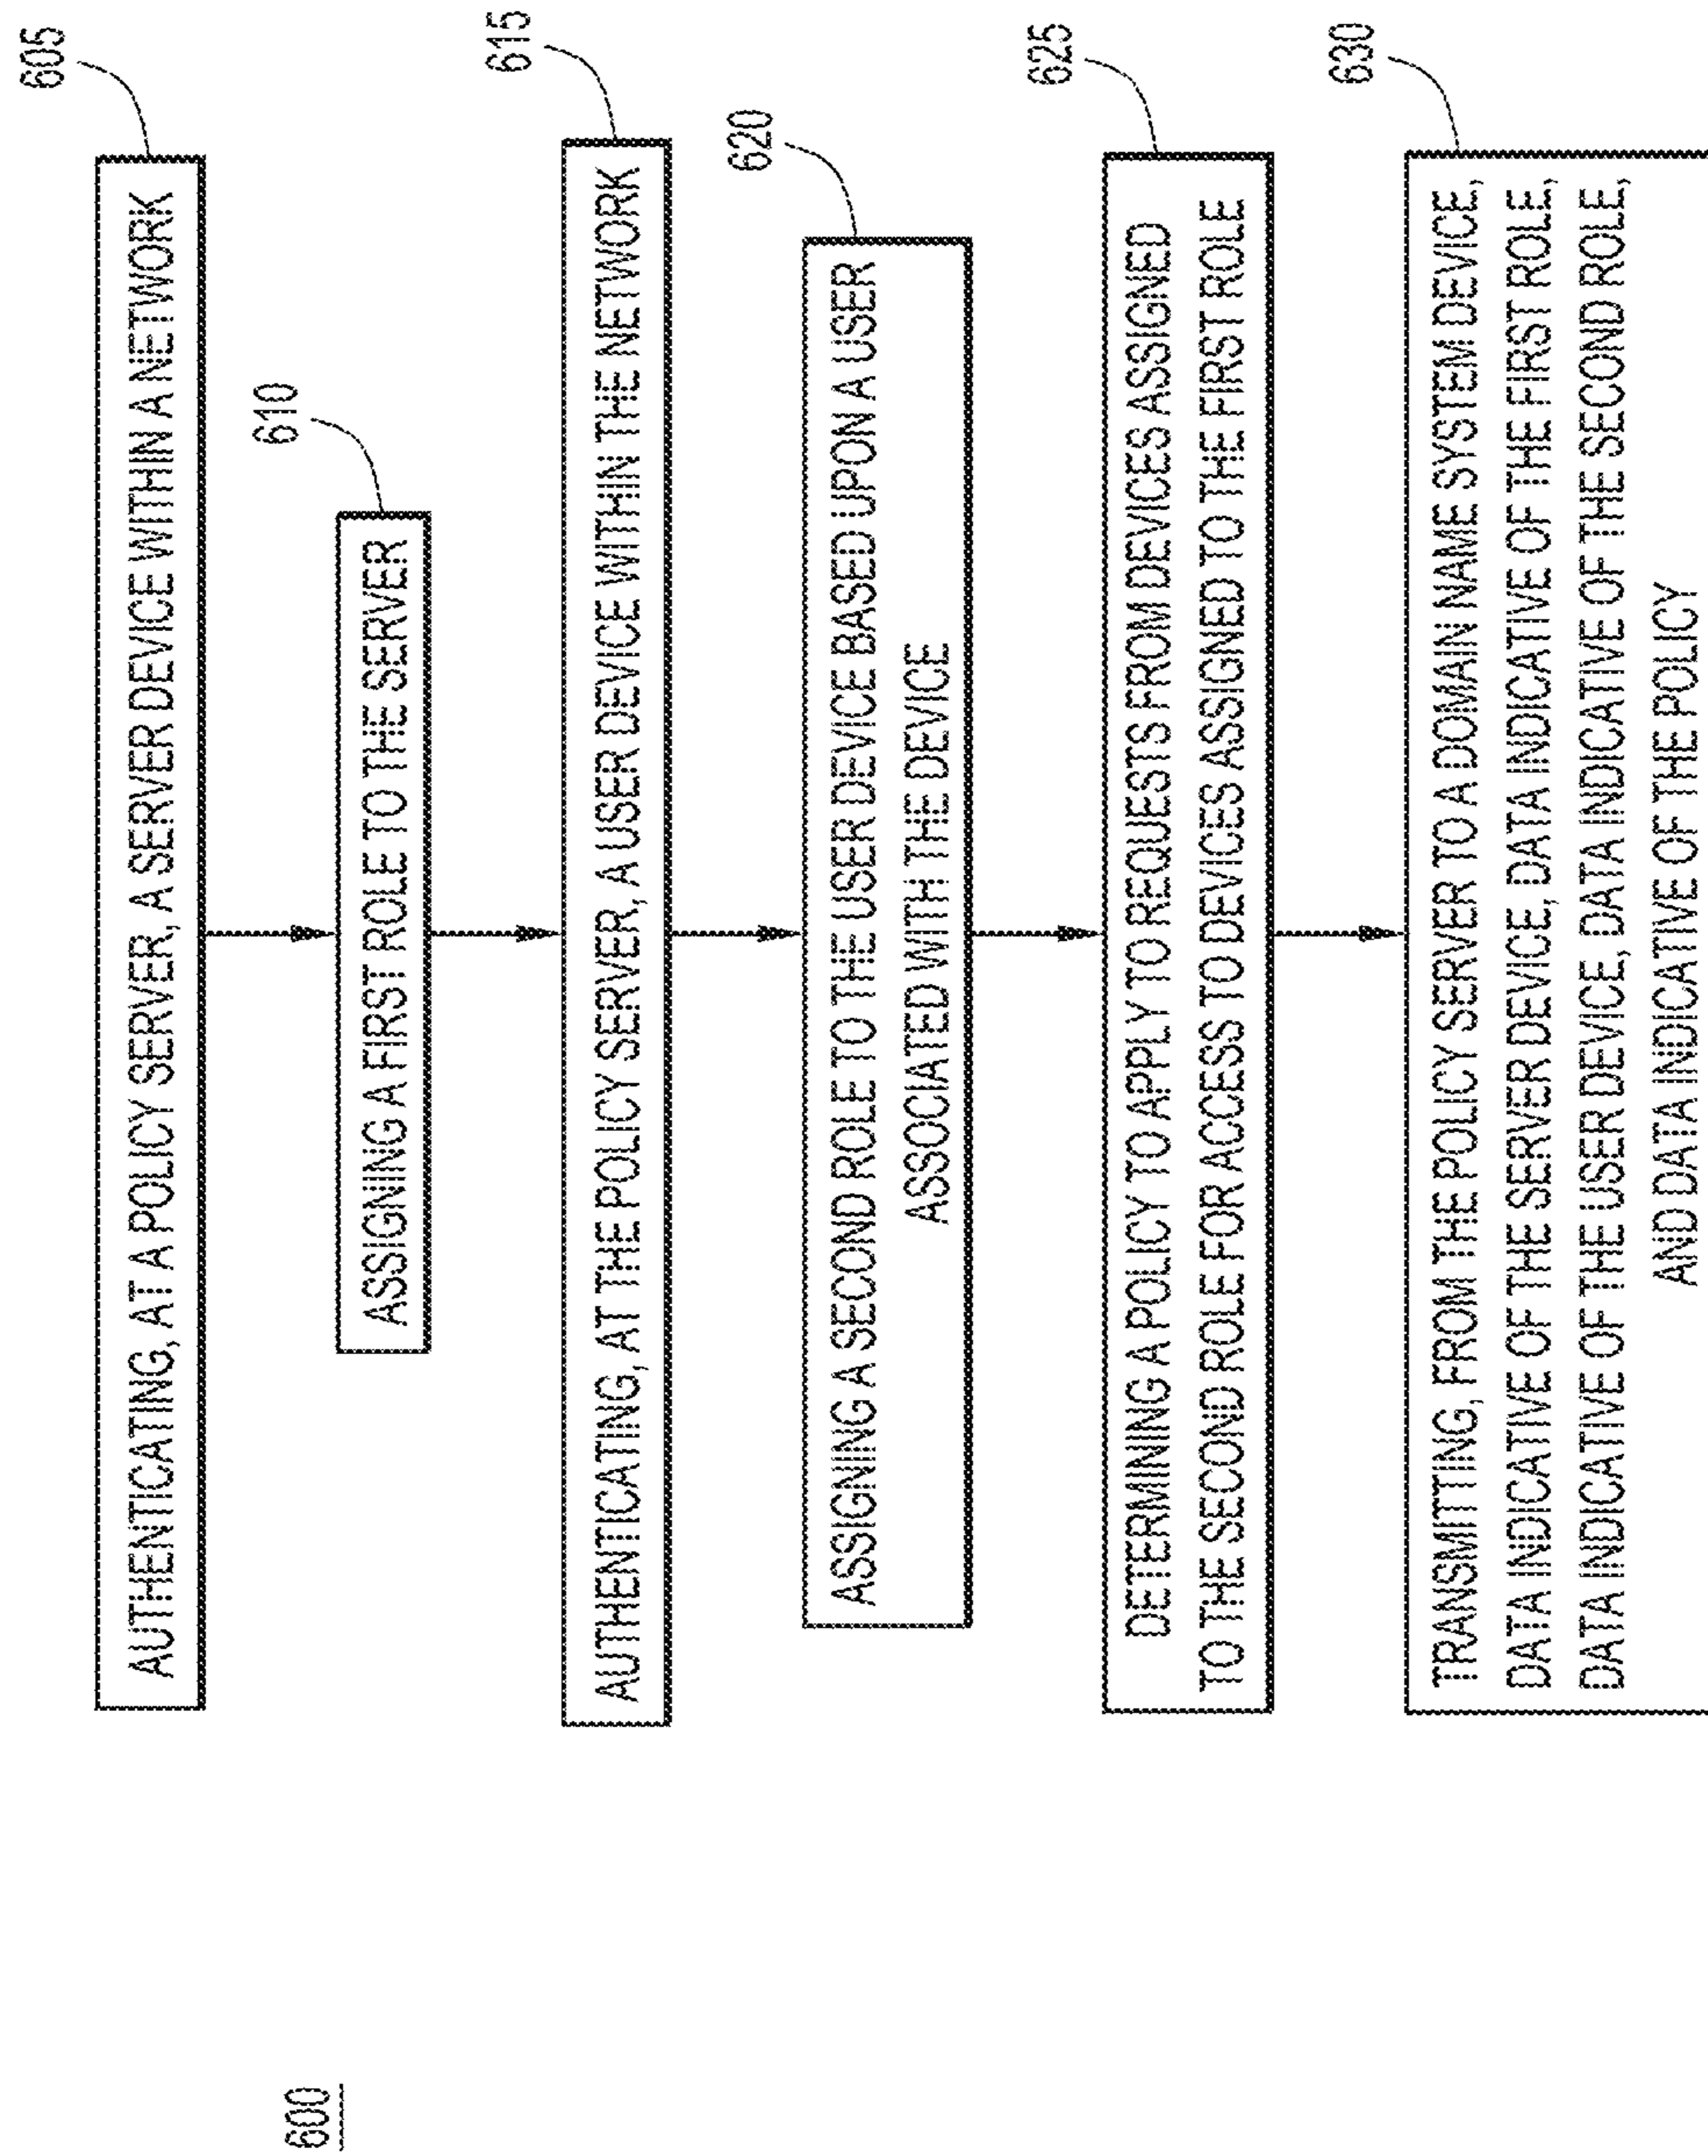 600
605
AUTHENTICATING, AT A POLICY SERVER, A SERVER DEVICE WITHIN A NETWORK
610
ASSIGNING A FIRST ROLE TO THE SERVER
615
AUTHENTICATING, AT THE POLICY SERVER, A USER DEVICE WITHIN THE NETWORK
620
ASSIGNING A SECOND ROLE TO THE USER DEVICE BASED UPON A USER
ASSOCIATED WITH THE DEVICE
625
DETERMINING A POLICY TO APPLY TO REQUESTS FROM DEVICES ASSIGNED
TO THE SECOND ROLE FOR ACCESS TO DEVICES ASSIGNED TO THE FIRST ROLE
630
TRANSMITTING, FROM THE POLICY SERVER TO A DOMAIN NAME SYSTEM DEVICE,
DATA INDICATIVE OF THE SERVER DEVICE, DATA INDICATIVE OF THE FIRST ROLE,
DATA INDICATIVE OF THE USER DEVICE, DATA INDICATIVE OF THE SECOND ROLE,
AND DATA INDICATIVE OF THE POLICY